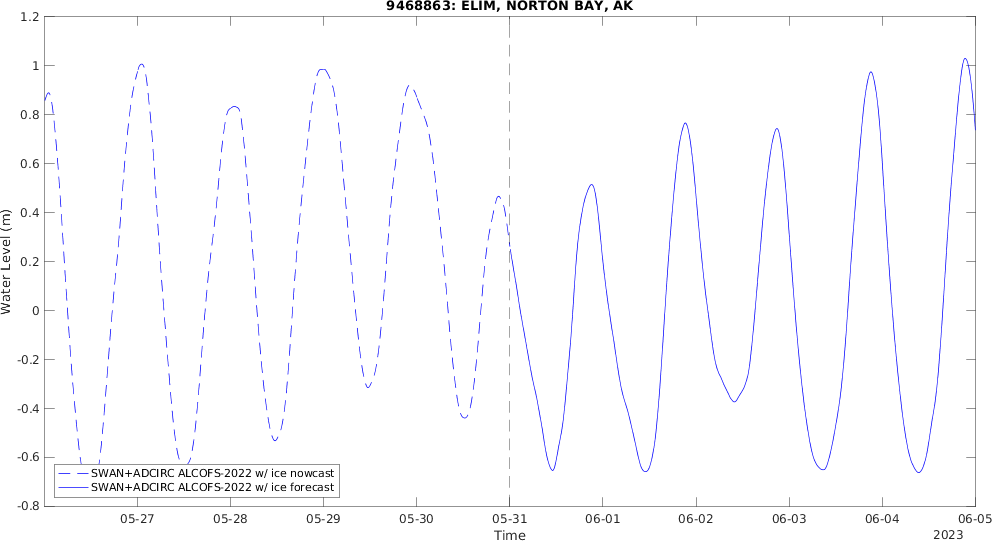 9468863: ELIM, NORTON BAY, AK
1.2
1
0.8
0.6
0.4
0.2
0
-0.2
-0.4
-0.6
-0.8
Water Level (m)
SWAN+ADCIRC ALCOFS-2022 w/ ice nowcast
SWAN+ADCIRC ALCOFS-2022 w/ ice forecast
05-27 05-28 05-29 05-30 05-31 06-01 06-02 06-03 06-04 06-05
Time
2023